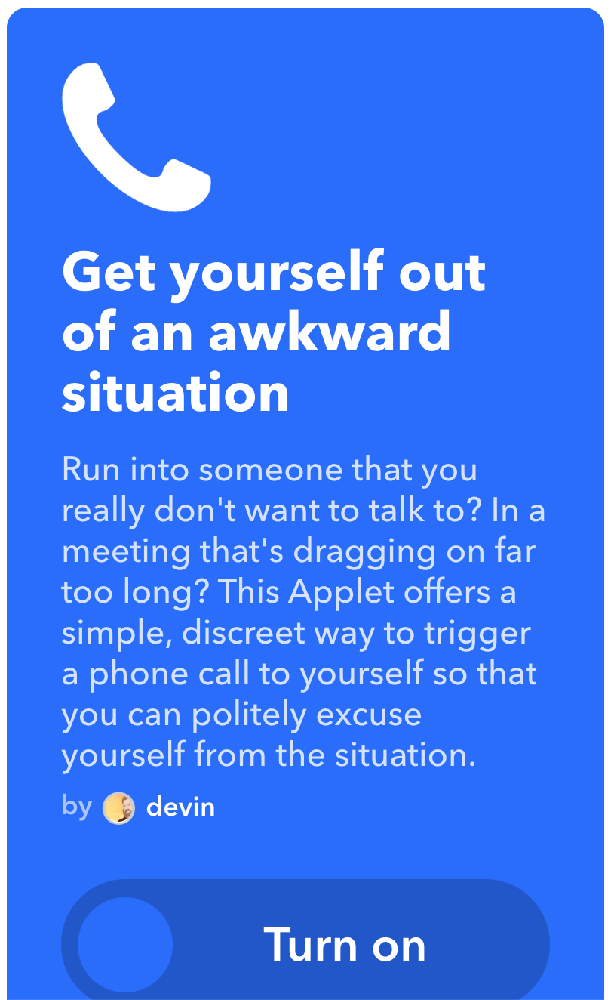 Get yourself out
of an awkward
situation
Run into someone that you
really don't want to talk to? In a
meeting that's dragging on far
too long? This Applet offers a
simple, discreet way to trigger
a phone call to yourself so that
you can politely excuse
yourself from the situation.
by devin
Turn on